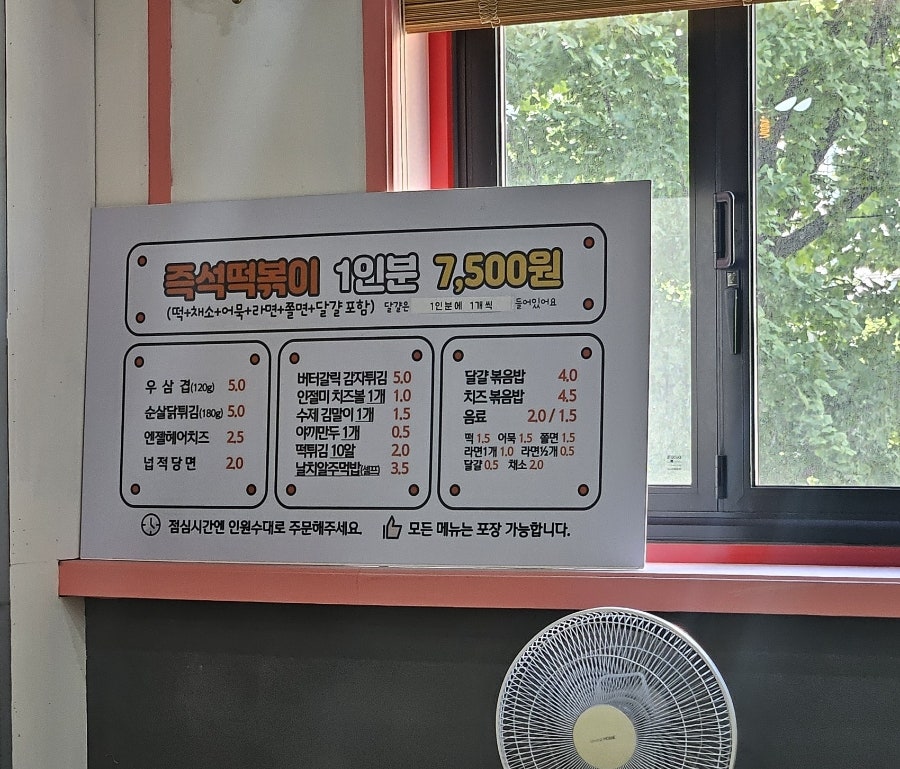 즉석떡볶이 1인분 7,500원
(떡+채소+어묵+라면+쫄면+달걀 포함) 달걀은 1인분에 1개씩 들어있어요
우삼겹(120g) 5.0
순살닭튀김(180g) 5.0
엔젤헤어치즈 2.5
넙적당면 2.0
버터갈릭 감자튀김 5.0
인절미 치즈볼 1개 1.0
수제 김말이 1개 1.5
야끼만두 1개 0.5
떡튀김 10알 2.0
날치알주먹밥(셀프) 3.5
달걀 볶음밥 4.0
치즈 볶음밥 4.5
음료 2.0 / 1.5
떡 1.5 어묵 1.5 쫄면 1.5
라면1개 1.0 라면½개 0.5
달걀 0.5 채소 2.0
점심시간엔 인원수대로 주문해주세요.
모든 메뉴는 포장 가능합니다.